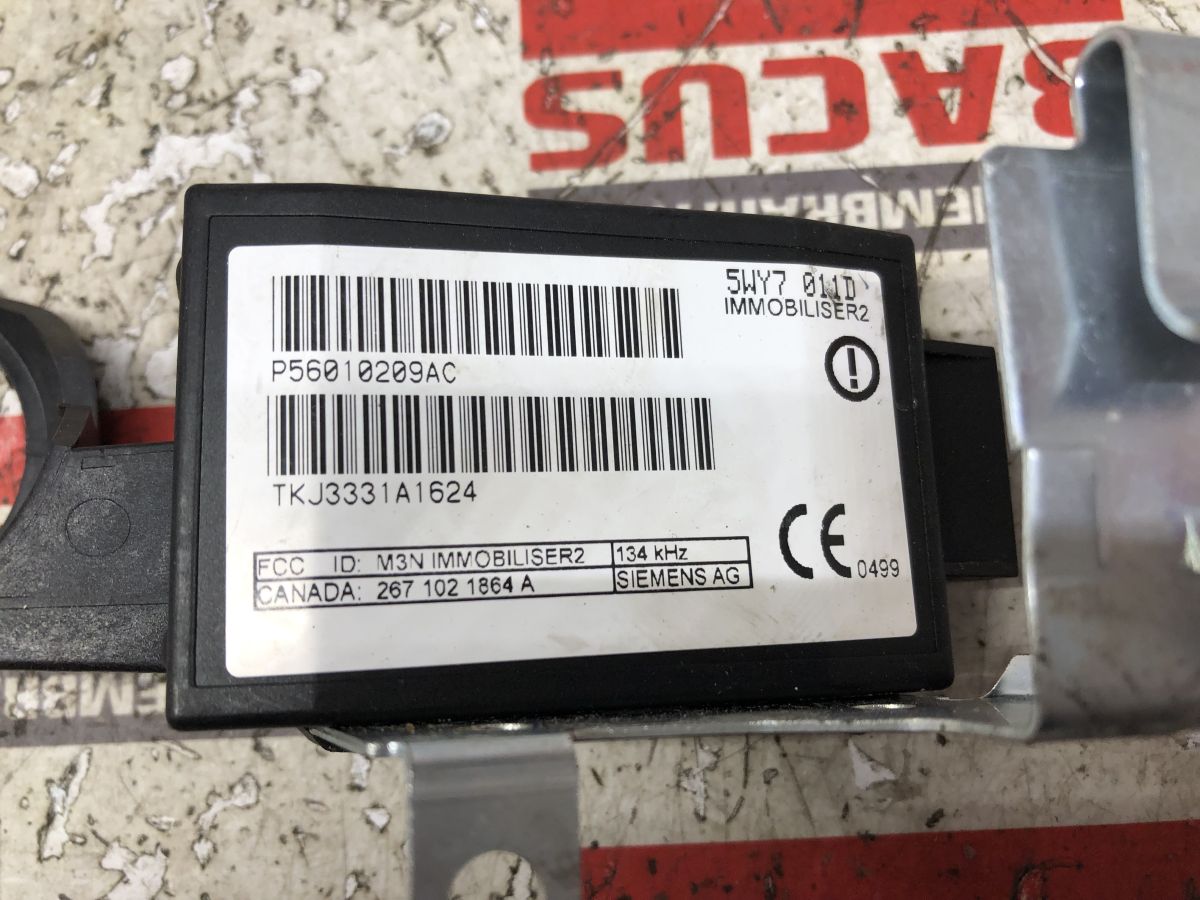 BACUS
5WY7 011D
IMMOBILISER2
P56010209AC
TKJ3331A1624
FCC ID: M3N IMMOBILISER2 134 kHz
CANADA: 267 102 1864 A SIEMENS AG
CE 0499